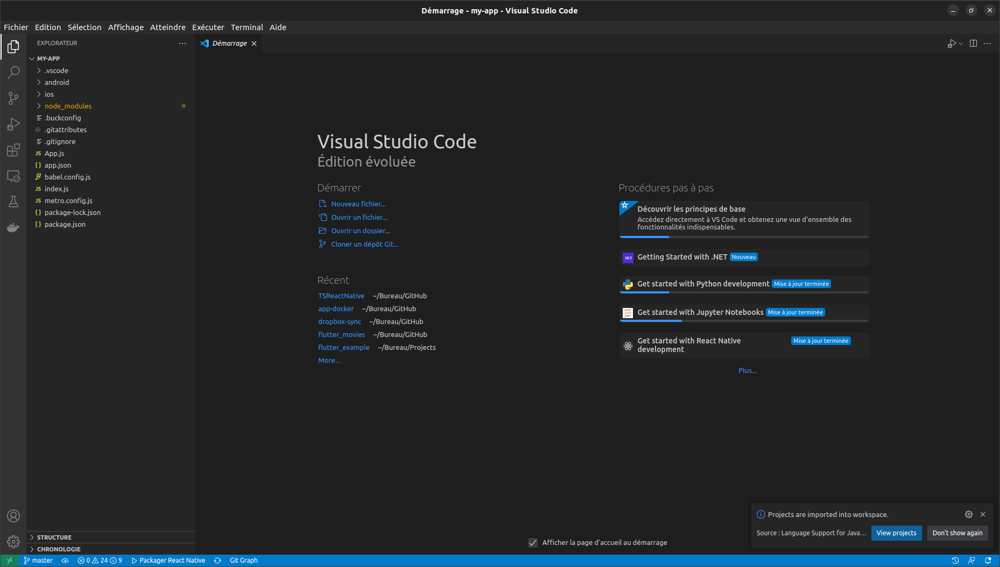 Démarrage - my-app - Visual Studio Code
Fichier Edition Sélection Affichage Atteindre Exécuter Terminal Aide
EXPLORATEUR
Démarrage
MY-APP
.vscode
android
ios
node_modules
.buckconfig
.gitattributes
.gitignore
JS App.js
{} app.json
babel.config.js
JS index.js
JS metro.config.js
{} package-lock.json
{} package.json
STRUCTURE
CHRONOLOGIE
Visual Studio Code
Édition évoluée
Démarrer
Nouveau fichier...
Ouvrir un fichier...
Ouvrir un dossier...
Cloner un dépôt Git...
Récent
TSReactNative ~/Bureau/GitHub
app-docker ~/Bureau/GitHub
dropbox-sync ~/Bureau/GitHub
flutter_movies ~/Bureau/GitHub
flutter_example ~/Bureau/Projects
More...
Procédures pas à pas
Découvrir les principes de base
Accédez directement à VS Code et obtenez une vue d'ensemble des
fonctionnalités indispensables.
.NET Getting Started with .NET Nouveau
Get started with Python development Mise à jour terminée
Get started with Jupyter Notebooks Mise à jour terminée
Get started with React Native Mise à jour terminée
development
Plus...
Afficher la page d’accueil au démarrage
Projects are imported into workspace.
Source : Language Support for Java... View projects Don't show again
master 0 24 9 Packager React Native Git Graph